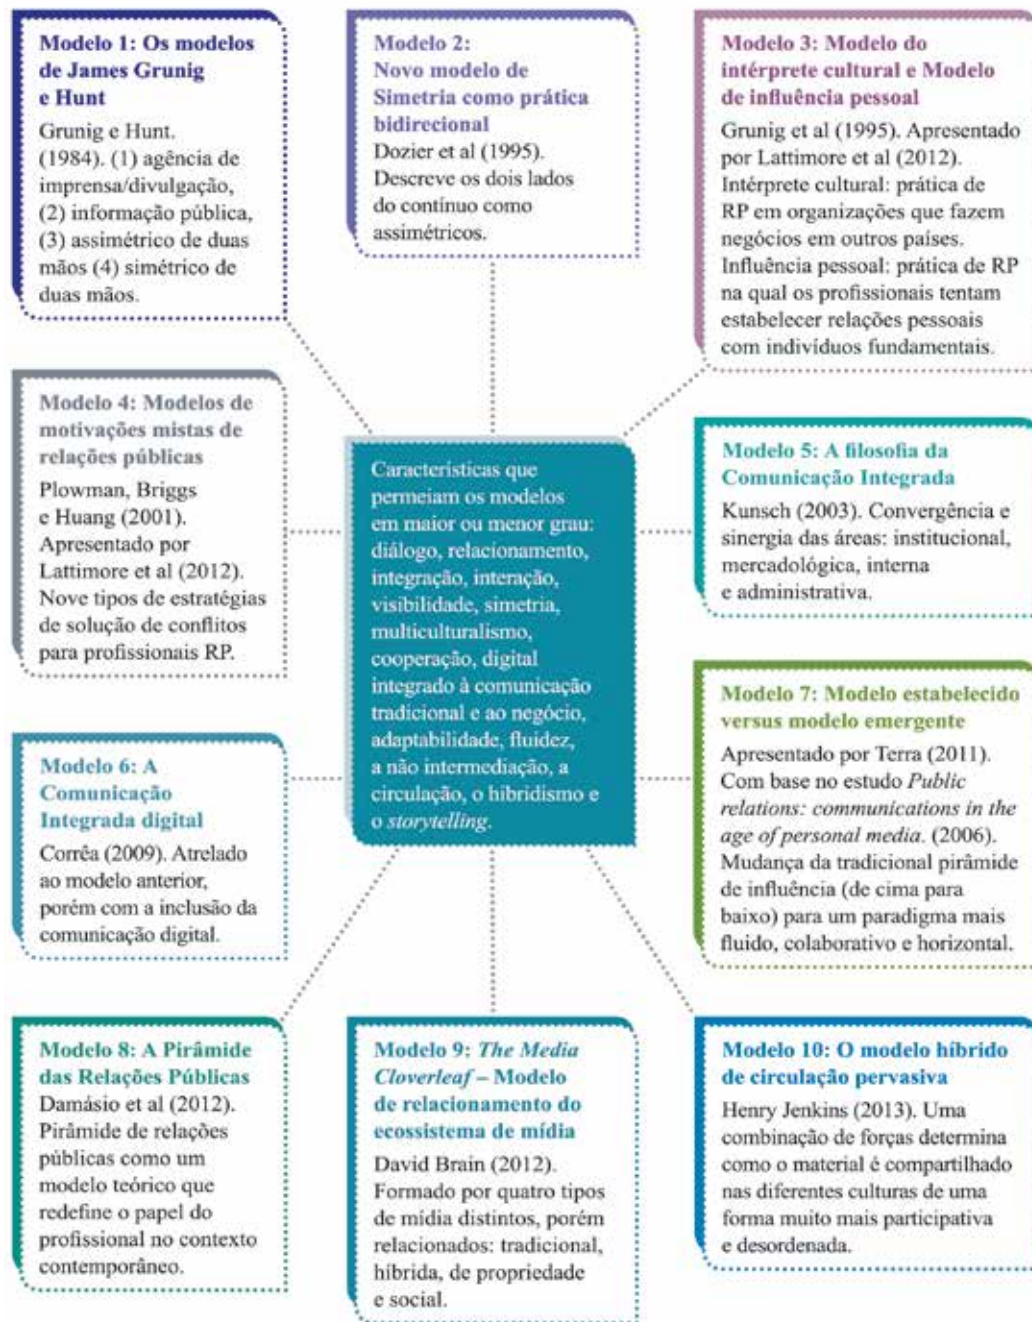 Modelo 1: Os modelos
de James Grunig
e Hunt
Grunig e Hunt.
(1984). (1) agência de
imprensa/divulgação,
(2) informação pública,
(3) assimétrico de duas
mãos (4) simétrico de
duas mãos.
Modelo 2:
Novo modelo de
Simetria como prática
bidirecional
Dozier et al (1995).
Descreve os dois lados
do contínuo como
assimétricos.
Modelo 3: Modelo do
intérprete cultural e Modelo
de influência pessoal
Grunig et al (1995). Apresentado
por Lattimore et al (2012).
Intérprete cultural: prática de
RP em organizações que fazem
negócios em outros países.
Influência pessoal: prática de RP
na qual os profissionais tentam
estabelecer relações pessoais
com indivíduos fundamentais.
Modelo 4: Modelos de
motivações mistas de
relações públicas
Plowman, Briggs
e Huang (2001).
Apresentado por
Lattimore et al (2012).
Nove tipos de estratégias
de solução de conflitos
para profissionais RP.
Características que
permeiam os modelos
em maior ou menor grau:
diálogo, relacionamento,
integração, interação,
visibilidade, simetria,
multiculturalismo,
cooperação, digital
integrado à comunicação
tradicional e ao negócio,
adaptabilidade, fluidez,
a não intermediação, a
circulação, o hibridismo e
o storytelling.
Modelo 5: A filosofia da
Comunicação Integrada
Kunsch (2003). Convergência e
sinergia das áreas: institucional,
mercadológica, interna
e administrativa.
Modelo 6: A
Comunicação
Integrada digital
Corrêa (2009). Atrelado
ao modelo anterior,
porém com a inclusão da
comunicação digital.
Modelo 7: Modelo estabelecido
versus modelo emergente
Apresentado por Terra (2011).
Com base no estudo Public
relations: communications in the
age of personal media. (2006).
Mudança da tradicional pirâmide
de influência (de cima para
baixo) para um paradigma mais
fluido, colaborativo e horizontal.
Modelo 8: A Pirâmide
das Relações Públicas
Damásio et al (2012).
Pirâmide de relações
públicas como um
modelo teórico que
redefine o papel do
profissional no contexto
contemporâneo.
Modelo 9: The Media
Cloverleaf – Modelo
de relacionamento do
ecossistema de mídia
David Brain (2012).
Formado por quatro tipos
de mídia distintos, porém
relacionados: tradicional,
híbrida, de propriedade
e social.
Modelo 10: O modelo híbrido
de circulação pervasiva
Henry Jenkins (2013). Uma
combinação de forças determina
como o material é compartilhado
nas diferentes culturas de uma
forma muito mais participativa
e desordenada.